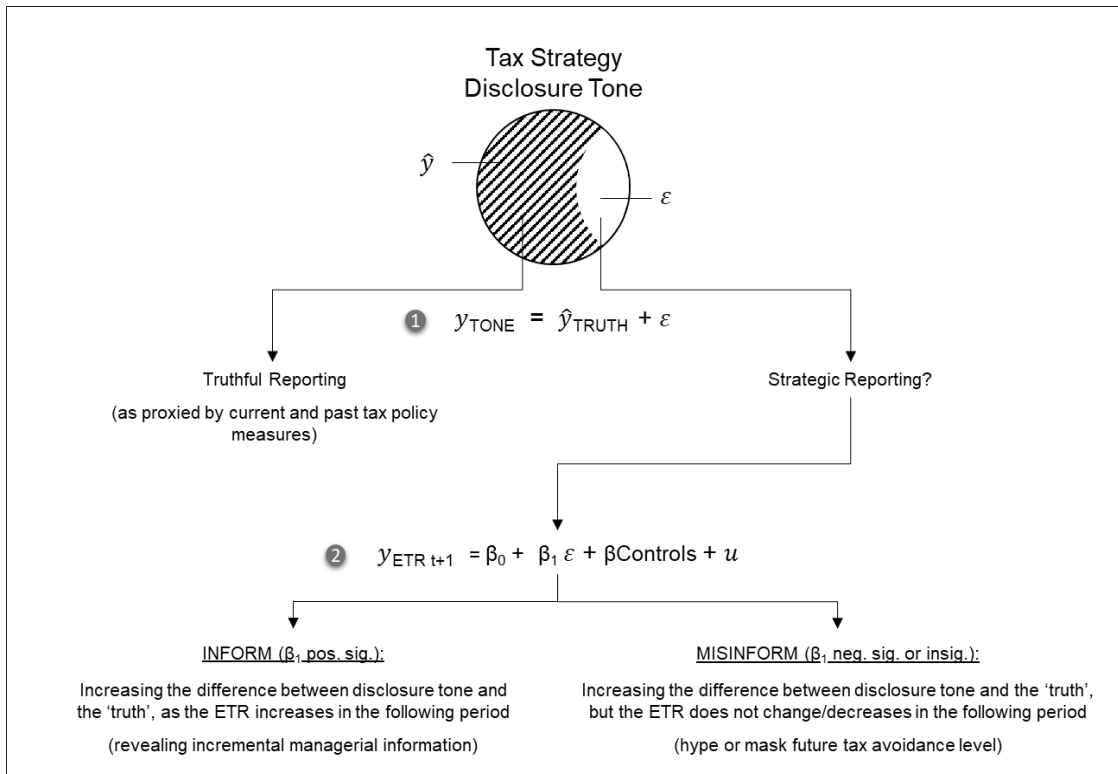 Tax Strategy
Disclosure Tone
ŷ
ε
1 y TONE = ŷ TRUTH + ε
Truthful Reporting
(as proxied by current and past tax policy
measures)
Strategic Reporting?
2 y ETR t+1 = β0 + β1 ε + βControls + u
INFORM (β1 pos. sig.):
Increasing the difference between disclosure tone and
the ‘truth’, as the ETR increases in the following period
(revealing incremental managerial information)
MISINFORM (β1 neg. sig. or insig.):
Increasing the difference between disclosure tone and the ‘truth’,
but the ETR does not change/decreases in the following period
(hype or mask future tax avoidance level)